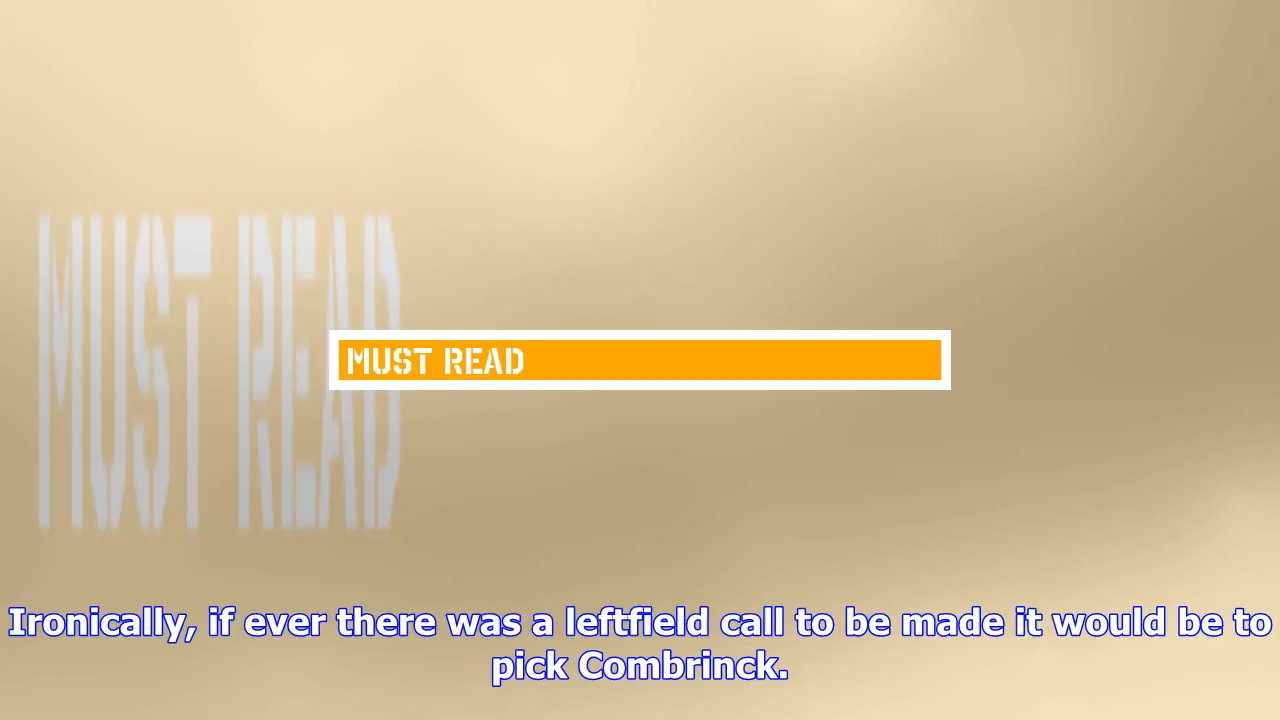 MUST READ
MUST READ
Ironically, if ever there was a leftfield call to be made it would be to
pick Combrinck.